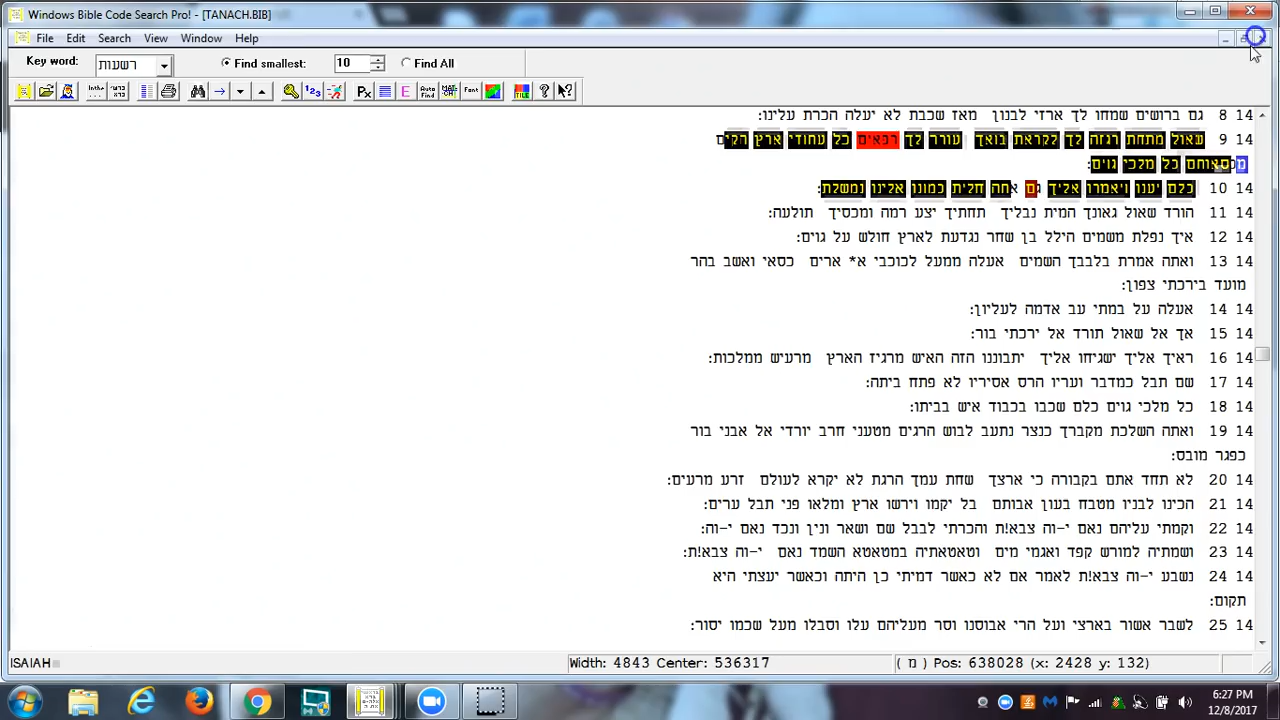 Windows Bible Code Search Pro! - [TANACH.BIB]
File Edit Search View Window Help
Key word: רשעות Find smallest: 10 Find All
14 8 גם ברושים שמחו לך ארזי לבנון מאז שכבת לא יעלה הכרת עלינו:
14 9 שאול מתחת רגזה לך לקראת בואך עורר לך רפאים כל עתודי ארץ הקים
כל מלכי גוים:
14 10 כלם יענו ויאמרו אליך גם אתה חלית כמונו אלינו נמשלת:
14 11 הורד שאול גאונך המית נבליך תחתיך יצע רמה ומכסיך תולעה:
14 12 איך נפלת משמים הילל בן שחר נגדעת לארץ חולש על גוים:
14 13 ואתה אמרת בלבבך השמים אעלה ממעל לכוכבי א* ארים כסאי ואשב בהר
מועד בירכתי צפון:
14 14 אעלה על במתי עב אדמה לעליון:
14 15 אך אל שאול תורד אל ירכתי בור:
14 16 ראיך אליך ישגיחו אליך יתבוננו הזה האיש מרגיז הארץ מרעיש ממלכות:
14 17 שם תבל כמדבר ועריו הרס אסיריו לא פתח ביתה:
14 18 כל מלכי גוים כלם שכבו בכבוד איש בביתו:
14 19 ואתה השלכת מקברך כנצר נתעב לבוש הרגים מטעני חרב יורדי אל אבני בור
כפגר מובס:
14 20 לא תחד אתם בקבורה כי ארצך שחת עמך הרגת לא יקרא לעולם זרע מרעים:
14 21 הכינו לבניו מטבח בעון אבותם בל יקמו וירשו ארץ ומלאו פני תבל ערים:
14 22 וקמתי עליהם נאם י-וה צבא!ת והכרתי לבבל שם ושאר ונין ונכד נאם י-וה:
14 23 ושמתיה למורש קפד ואגמי מים וטאטאתיה במטאטא השמד נאם י-וה צבא!ת:
14 24 נשבע י-וה צבא!ת לאמר אם לא כאשר דמיתי כן היתה וכאשר יעצתי היא
תקום:
14 25 לשבר אשור בארצי ועל הרי אבוסנו וסר מעליהם עלו וסבלו מעל שכמו יסור:
ISAIAH Width: 4843 Center: 536317 ( מ ) Pos: 638028 (x: 2428 y: 132)
6:27 PM
12/8/2017